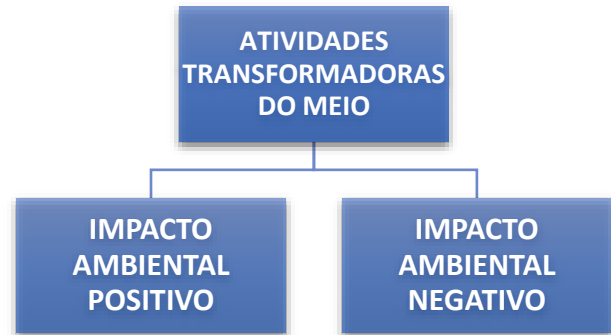 ATIVIDADES
TRANSFORMADORAS
DO MEIO
IMPACTO
AMBIENTAL
POSITIVO
IMPACTO
AMBIENTAL
NEGATIVO